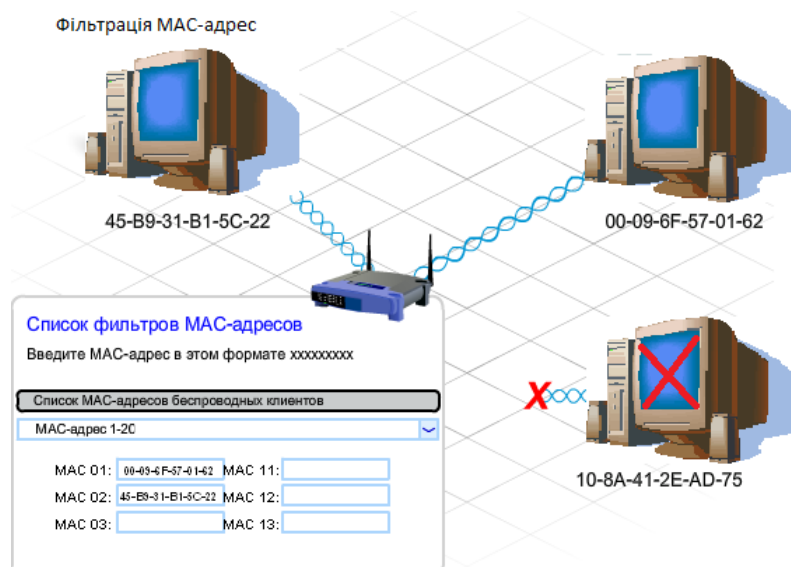 Фільтрація MAC-адрес
45-B9-31-B1-5C-22
00-09-6F-57-01-62
Список фильтров MAC-адресов
Введите MAC-адрес в этом формате xxxxxxxxx
Список MAC-адресов беспроводных клиентов
MAC-адрес 1-20
MAC 01: 00-09-6F-57-01-62 MAC 11:
MAC 02: 45-B9-31-B1-5C-22 MAC 12:
MAC 03: MAC 13:
10-8A-41-2E-AD-75